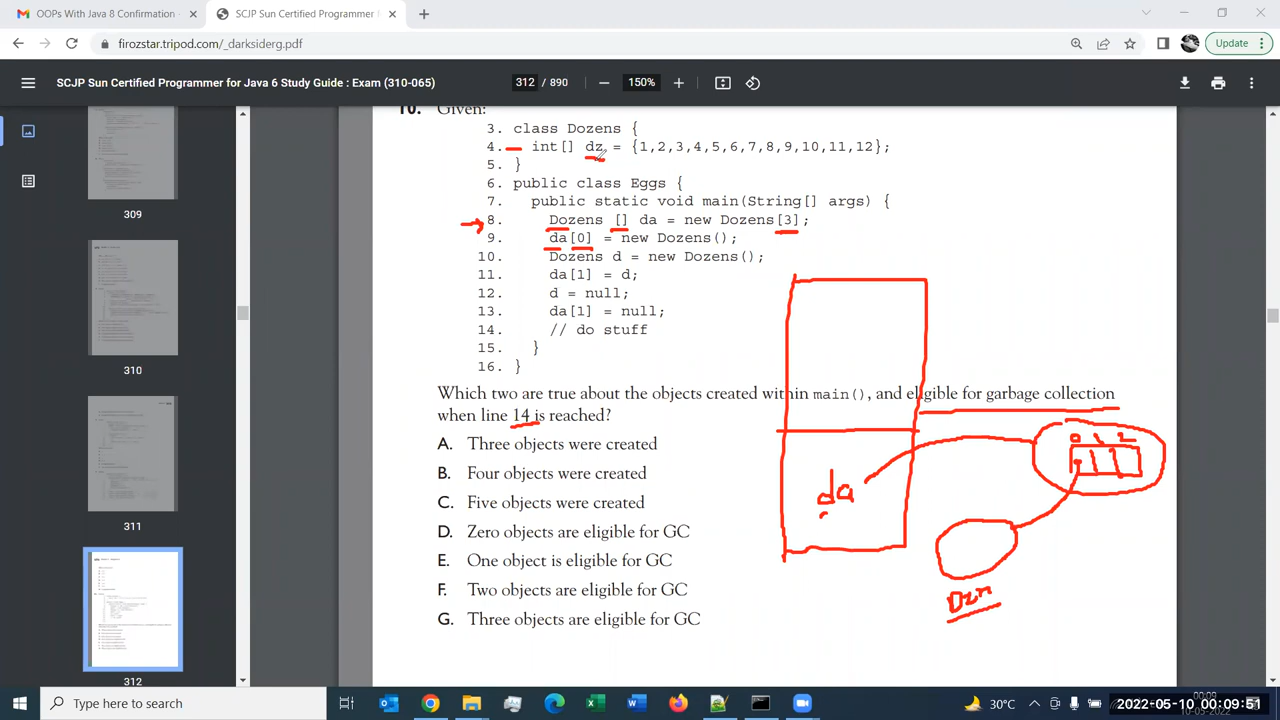 OOPs With Java 8 Confirmation
SCJP Sun Certified Programmer f
firozstar.tripod.com/_darksiderg.pdf
Update
SCJP Sun Certified Programmer for Java 6 Study Guide : Exam (310-065)
312 / 890
150%
309
310
311
312
10. Given:
3. class Dozens {
4. int[] dz = {1,2,3,4,5,6,7,8,9,10,11,12};
5. }
6. public class Eggs {
7. public static void main(String[] args) {
8. Dozens [] da = new Dozens[3];
9. da[0] = new Dozens();
10. Dozens d = new Dozens();
11. da[1] = d;
12. d = null;
13. da[1] = null;
14. // do stuff
15. }
16. }
Which two are true about the objects created within main(), and eligible for garbage collection
when line 14 is reached?
A. Three objects were created
B. Four objects were created
C. Five objects were created
D. Zero objects are eligible for GC
E. One object is eligible for GC
F. Two objects are eligible for GC
G. Three objects are eligible for GC
0 1 2
da
Type here to search
30°C
00:09
2022-05-10 00:09:51